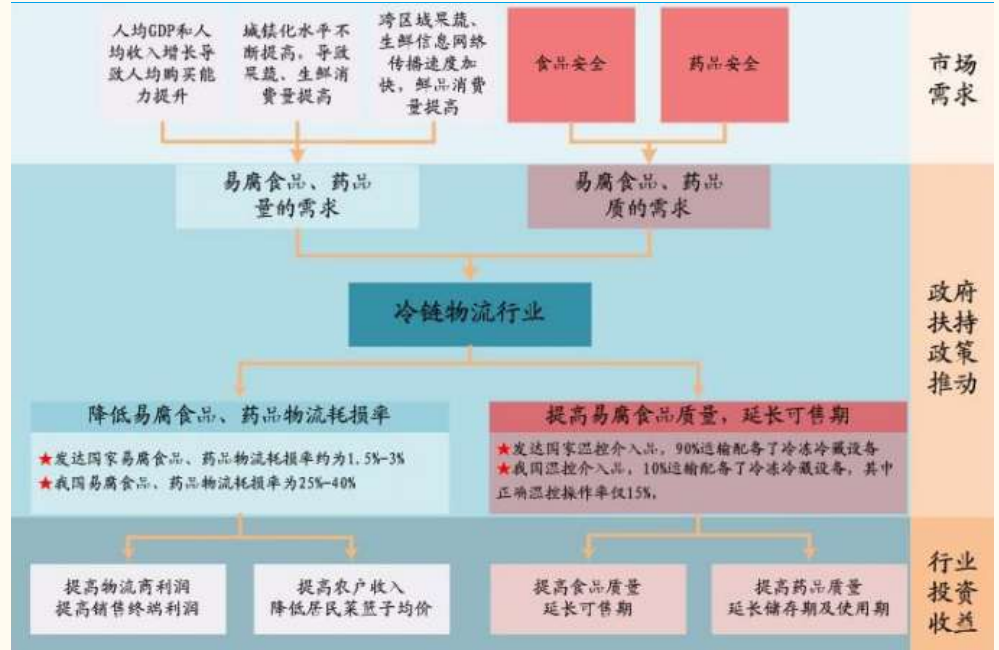 人均GDP和人
均收入增长导
致人均购买能
力提升
城镇化水平不
断提高，导致
果蔬、生鲜消
费量提高
跨区域果蔬、
生鲜信息网络
传播速度加
快，鲜品消费
量提高
食品安全
药品安全
市场
需求
易腐食品、药品
量的需求
易腐食品、药品
质的需求
冷链物流行业
政府
扶持
政策
推动
降低易腐食品、药品物流耗损率
★发达国家易腐食品、药品物流耗损率约为1.5%-3%
★我国易腐食品、药品物流耗损率为25%-40%
提高易腐食品质量，延长可售期
★发达国家温控介入品，90%运输配备了冷冻冷藏设备
★我国温控介入品，10%运输配备了冷冻冷藏设备，其中
正确温控操作率仅15%。
提高物流商利润
提高销售终端利润
提高农户收入
降低居民菜篮子均价
提高食品质量
延长可售期
提高药品质量
延长储存期及使用期
行业
投资
收益